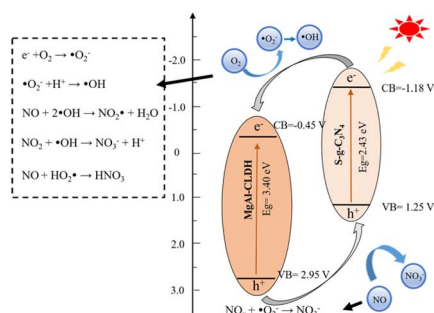 e⁻ +O₂ → •O₂⁻
•O₂⁻ +H⁺ → •OH
NO + 2•OH → NO₂• + H₂O
NO₂ + •OH → NO₃⁻ + H⁺
NO + HO₂• → HNO₃
O₂
•O₂⁻
•OH
-2.0
-1.0
0
1.0
2.0
3.0
CB=-1.18 V
e⁻
S-g-C₃N₄
Eg=2.43 eV
h⁺
VB= 1.25 V
e⁻
CB=-0.45 V
MgAl-CLDH
Eg= 3.40 eV
VB= 2.95 V
h⁺
NO
NO₃⁻
NO + •O₂⁻ → NO₃⁻